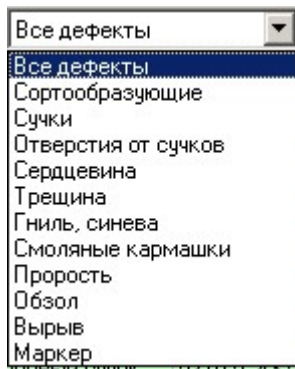 Все дефекты
Все дефекты
Сортообразующие
Сучки
Отверстия от сучков
Сердцевина
Трещина
Гниль, синева
Смоляные кармашки
Прорость
Обзол
Вырыв
Маркер